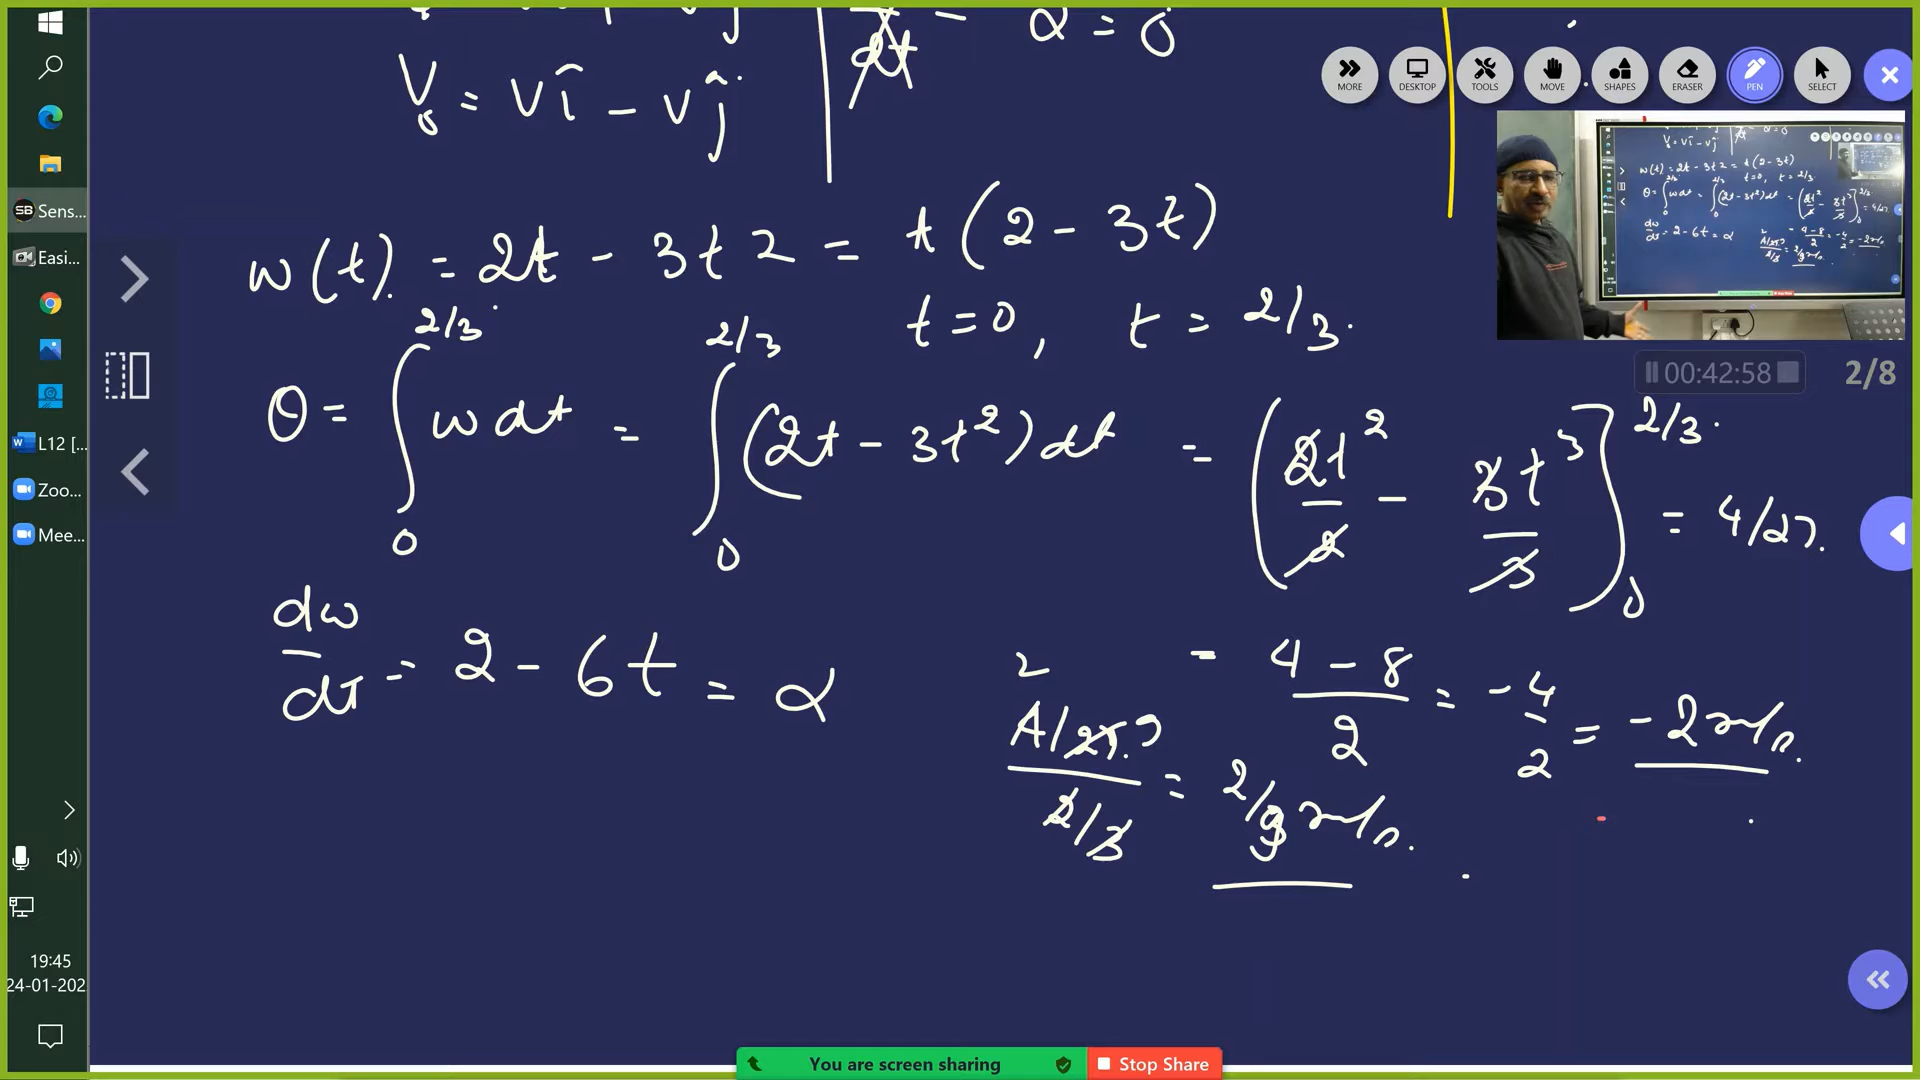 V₀ = vî − vĵ
dt
α = 0
MORE DESKTOP TOOLS MOVE SHAPES ERASER PEN SELECT
w(t) = 2t − 3t2 = t(2 − 3t)
t = 0, t = 2/3.
00:42:58 2/8
θ = ∫₀^2/3 w dt = ∫₀^2/3 (2t − 3t²) dt = (2t²/2 − 3t³/3]₀^2/3 = 4/27.
dω/dt = 2 − 6t = α
= 4 − 8/2 = −4/2 = −2 r/s.
4/27/2/3 = 2/9 r/s.
Sens...
Easi...
L12 [...
Zoo...
Mee...
19:45
24-01-202
You are screen sharing Stop Share